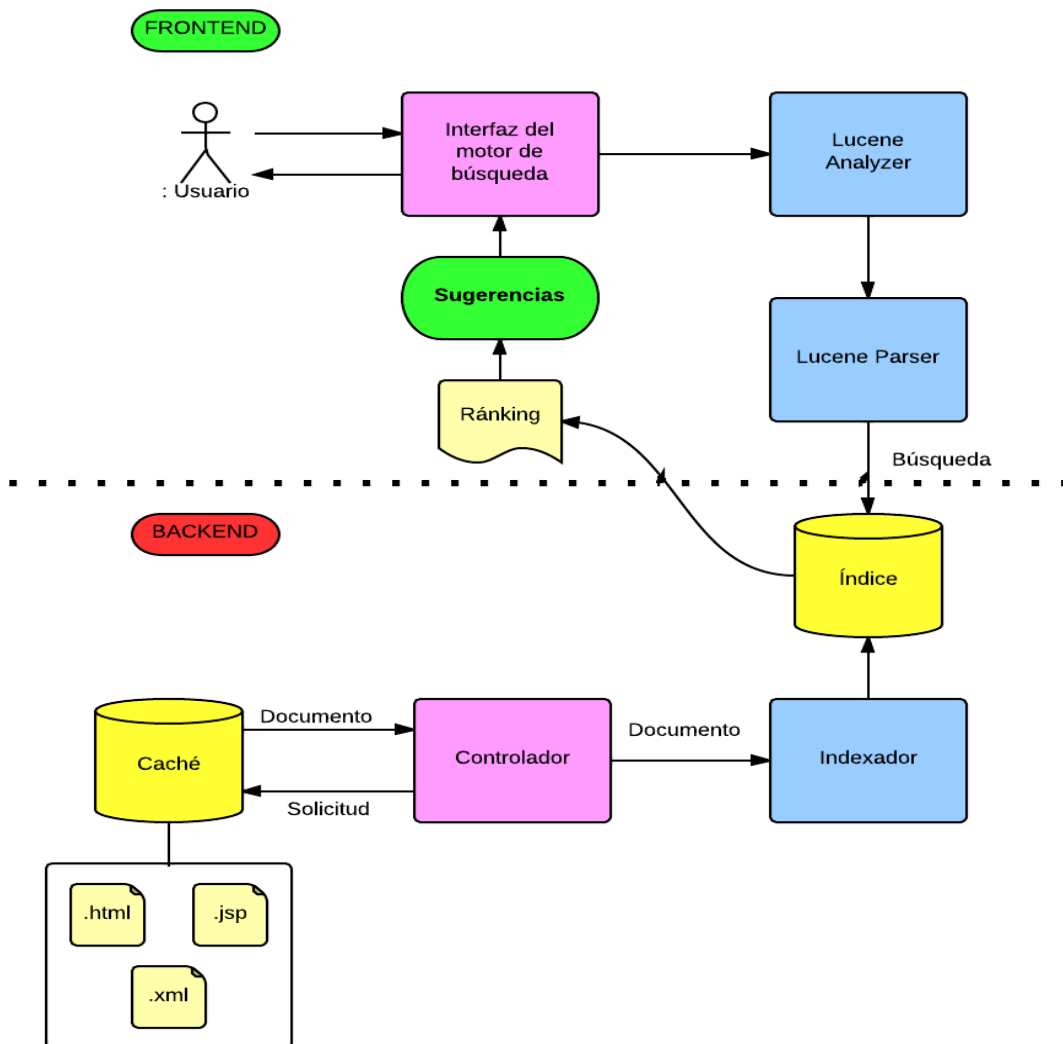 FRONTEND
Interfaz del
motor de
búsqueda
Lucene
Analyzer
: Usuario
Sugerencias
Lucene Parser
Ránking
Búsqueda
BACKEND
Índice
Documento
Caché
Controlador
Documento
Indexador
Solicitud
.html
.jsp
.xml